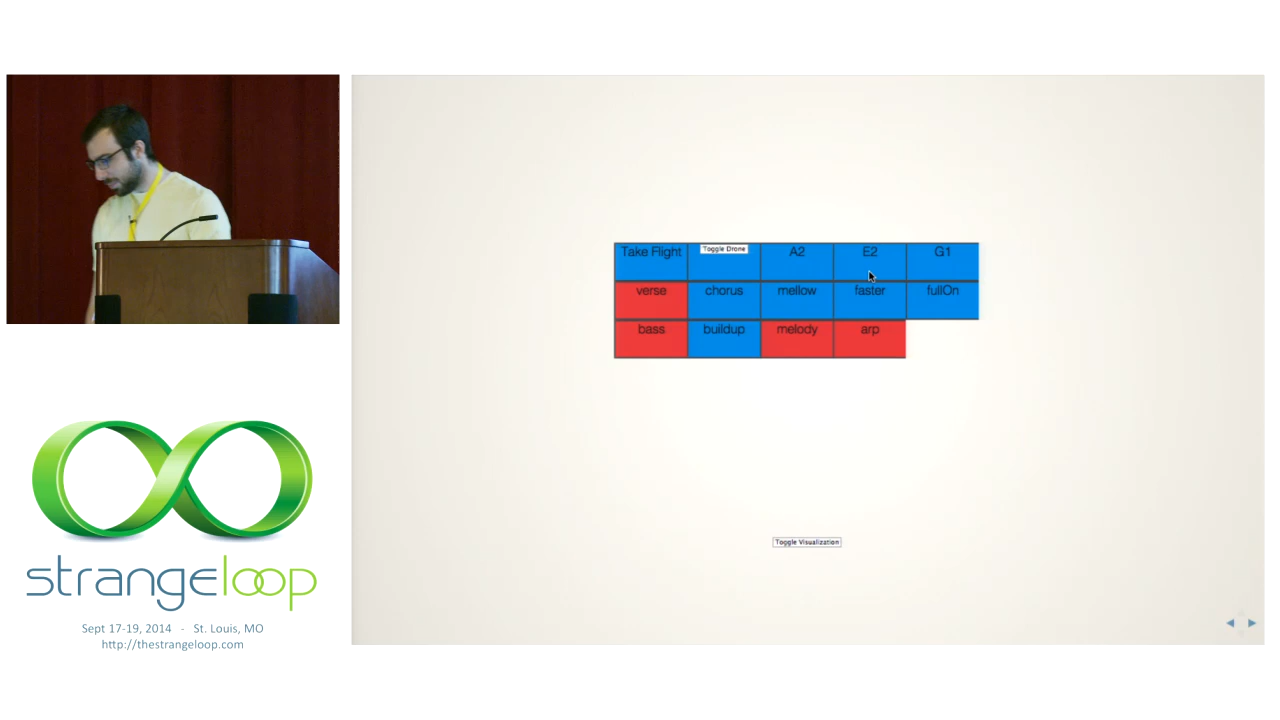 Take Flight Toggle Drone A2 E2 G1
verse chorus mellow faster fullOn
bass buildup melody arp
Toggle Visualization
strangeloop
Sept 17-19, 2014 - St. Louis, MO
http://thestrangeloop.com